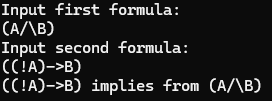 Input first formula:
(A/\B)
Input second formula:
((!A)->B)
((!A)->B) implies from (A/\B)